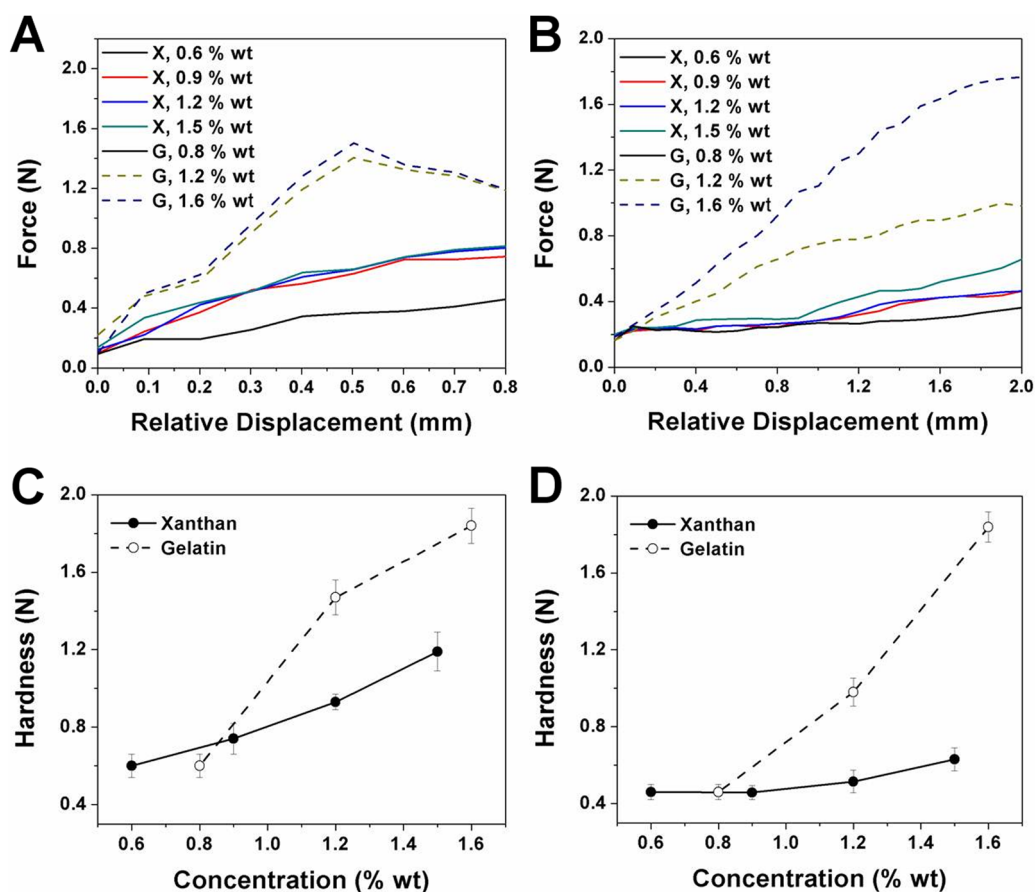 A
X, 0.6 % wt
X, 0.9 % wt
X, 1.2 % wt
X, 1.5 % wt
G, 0.8 % wt
G, 1.2 % wt
G, 1.6 % wt
Force (N)
2.0
1.6
1.2
0.8
0.4
0.0
0.0 0.1 0.2 0.3 0.4 0.5 0.6 0.7 0.8
Relative Displacement (mm)
B
X, 0.6 % wt
X, 0.9 % wt
X, 1.2 % wt
X, 1.5 % wt
G, 0.8 % wt
G, 1.2 % wt
G, 1.6 % wt
Force (N)
2.0
1.6
1.2
0.8
0.4
0.0
0.0 0.4 0.8 1.2 1.6 2.0
Relative Displacement (mm)
C
Xanthan
Gelatin
Hardness (N)
2.0
1.6
1.2
0.8
0.4
0.6 0.8 1.0 1.2 1.4 1.6
Concentration (% wt)
D
Xanthan
Gelatin
Hardness (N)
2.0
1.6
1.2
0.8
0.4
0.6 0.8 1.0 1.2 1.4 1.6
Concentration (% wt)